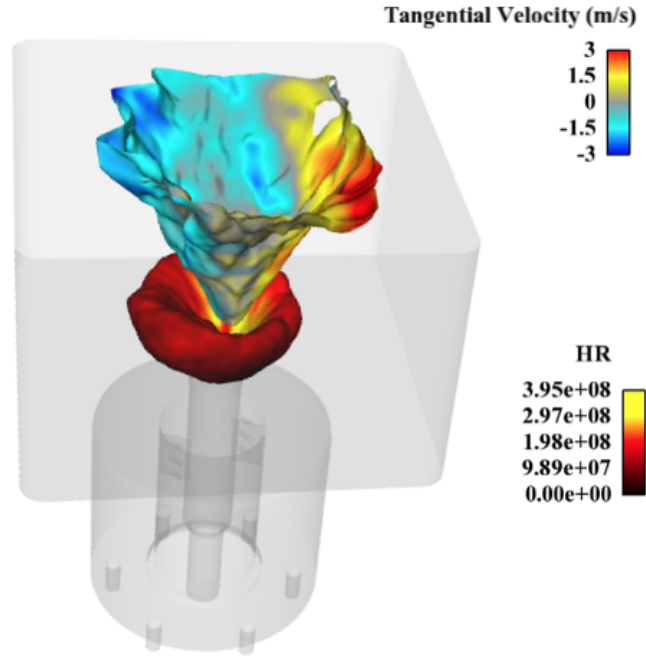 Tangential Velocity (m/s)
3
1.5
0
-1.5
-3
HR
3.95e+08
2.97e+08
1.98e+08
9.89e+07
0.00e+00